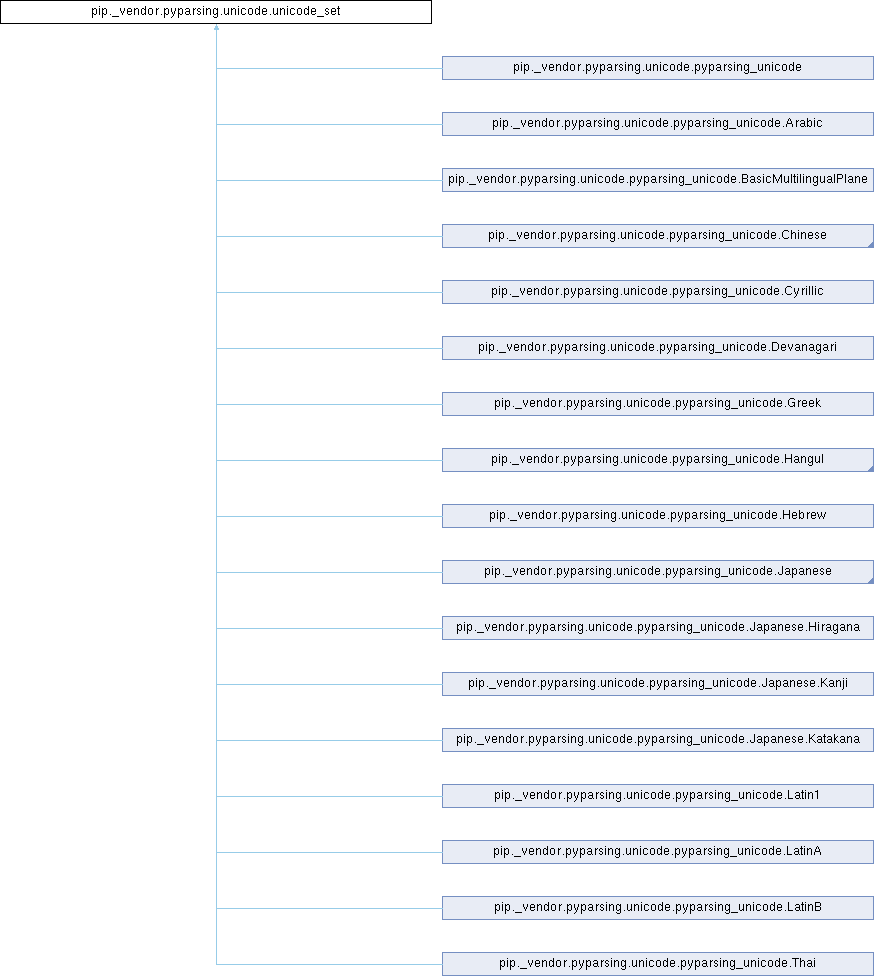 pip._vendor.pyparsing.unicode.unicode_set
pip._vendor.pyparsing.unicode.pyparsing_unicode
pip._vendor.pyparsing.unicode.pyparsing_unicode.Arabic
pip._vendor.pyparsing.unicode.pyparsing_unicode.BasicMultilingualPlane
pip._vendor.pyparsing.unicode.pyparsing_unicode.Chinese
pip._vendor.pyparsing.unicode.pyparsing_unicode.Cyrillic
pip._vendor.pyparsing.unicode.pyparsing_unicode.Devanagari
pip._vendor.pyparsing.unicode.pyparsing_unicode.Greek
pip._vendor.pyparsing.unicode.pyparsing_unicode.Hangul
pip._vendor.pyparsing.unicode.pyparsing_unicode.Hebrew
pip._vendor.pyparsing.unicode.pyparsing_unicode.Japanese
pip._vendor.pyparsing.unicode.pyparsing_unicode.Japanese.Hiragana
pip._vendor.pyparsing.unicode.pyparsing_unicode.Japanese.Kanji
pip._vendor.pyparsing.unicode.pyparsing_unicode.Japanese.Katakana
pip._vendor.pyparsing.unicode.pyparsing_unicode.Latin1
pip._vendor.pyparsing.unicode.pyparsing_unicode.LatinA
pip._vendor.pyparsing.unicode.pyparsing_unicode.LatinB
pip._vendor.pyparsing.unicode.pyparsing_unicode.Thai